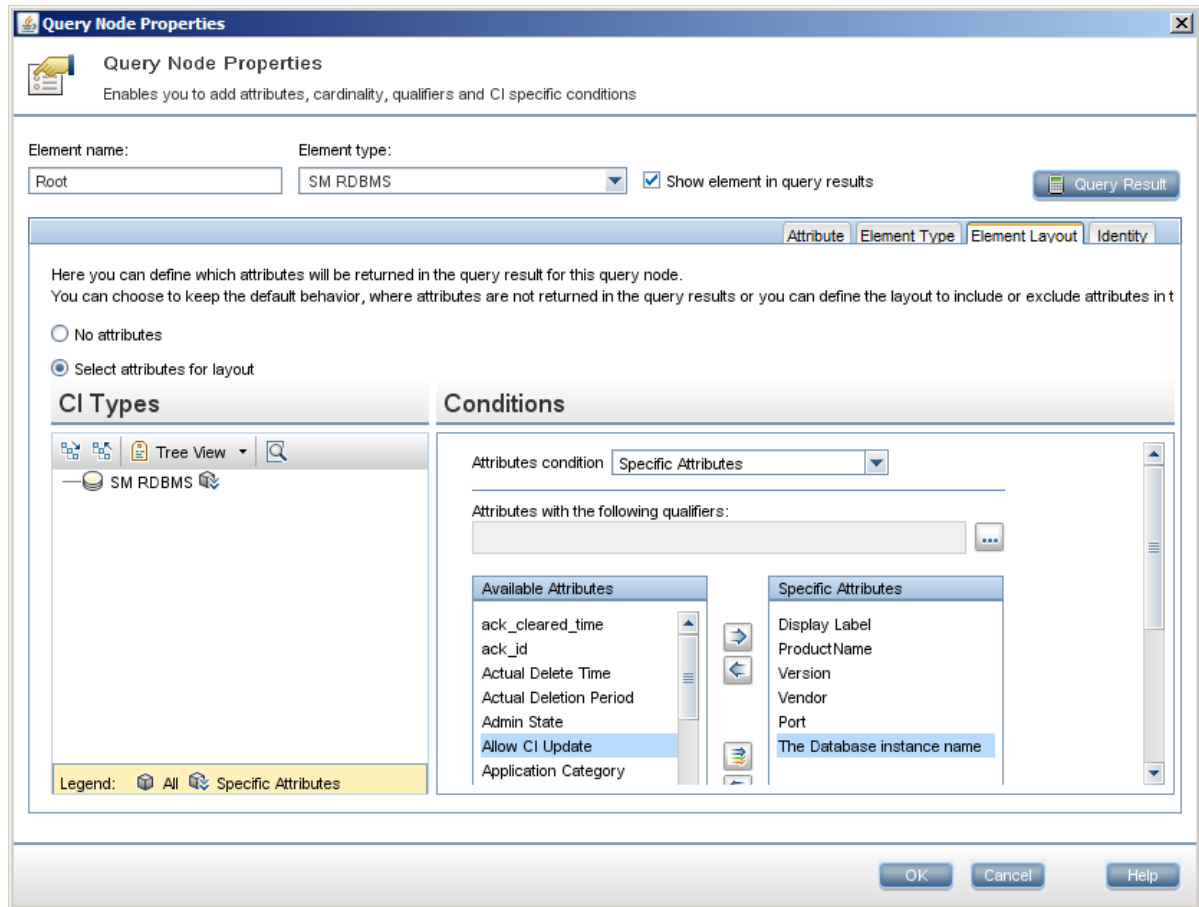 Query Node Properties
Query Node Properties
Enables you to add attributes, cardinality, qualifiers and CI specific conditions
Element name:
Element type:
Root
SM RDBMS
Show element in query results
Query Result
Attribute
Element Type
Element Layout
Identity
Here you can define which attributes will be returned in the query result for this query node.
You can choose to keep the default behavior, where attributes are not returned in the query results or you can define the layout to include or exclude attributes in t
No attributes
Select attributes for layout
CI Types
Conditions
Tree View
SM RDBMS
Legend: All Specific Attributes
Attributes condition
Specific Attributes
Attributes with the following qualifiers:
...
Available Attributes
ack_cleared_time
ack_id
Actual Delete Time
Actual Deletion Period
Admin State
Allow CI Update
Application Category
Specific Attributes
Display Label
ProductName
Version
Vendor
Port
The Database instance name
OK
Cancel
Help